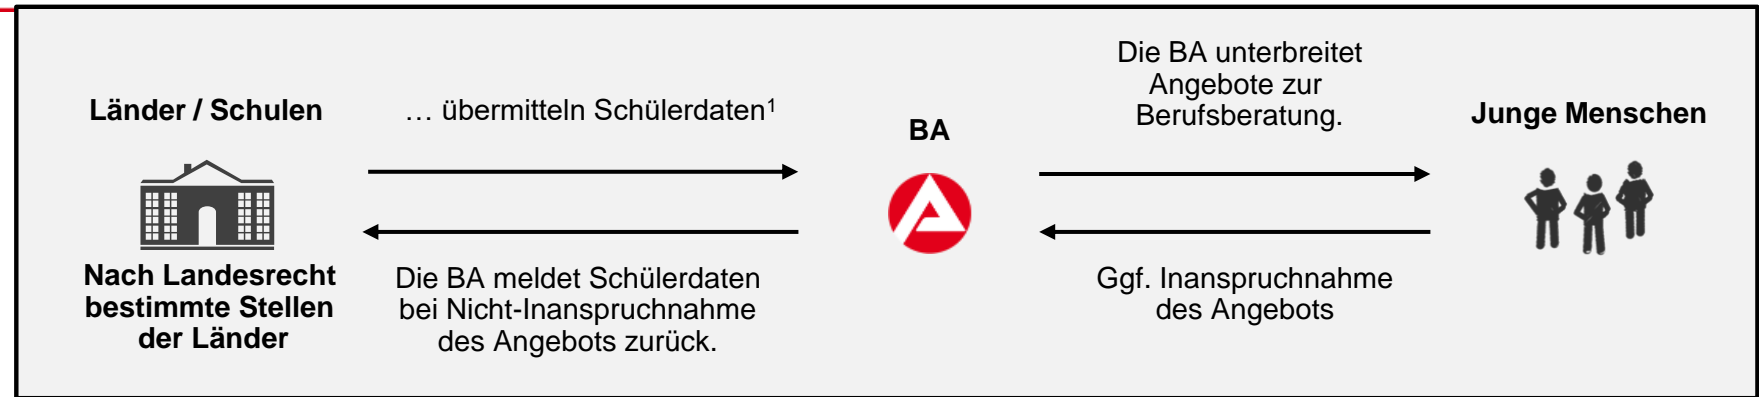 Länder / Schulen
Nach Landesrecht
bestimmte Stellen
der Länder
… übermitteln Schülerdaten¹
Die BA meldet Schülerdaten
bei Nicht-Inanspruchnahme
des Angebots zurück.
BA
Die BA unterbreitet
Angebote zur
Berufsberatung.
Ggf. Inanspruchnahme
des Angebots
Junge Menschen